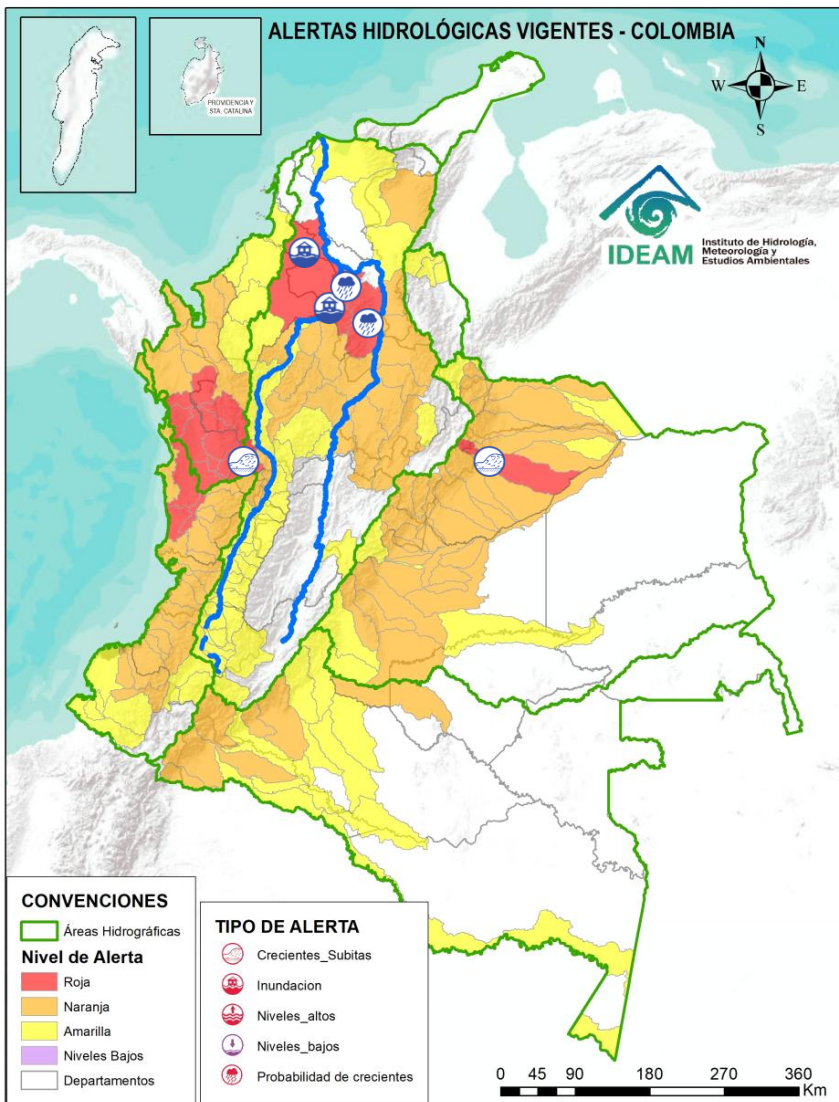 ALERTAS HIDROLÓGICAS VIGENTES - COLOMBIA
PROVIDENCIA Y
STA. CATALINA
N
W
E
S
IDEAM
Instituto de Hidrología,
Meteorología y
Estudios Ambientales
CONVENCIONES
Áreas Hidrográficas
Nivel de Alerta
Roja
Naranja
Amarilla
Niveles Bajos
Departamentos
TIPO DE ALERTA
Crecientes_Subitas
Inundacion
Niveles_altos
Niveles_bajos
Probabilidad de crecientes
0 45 90 180 270 360
Km